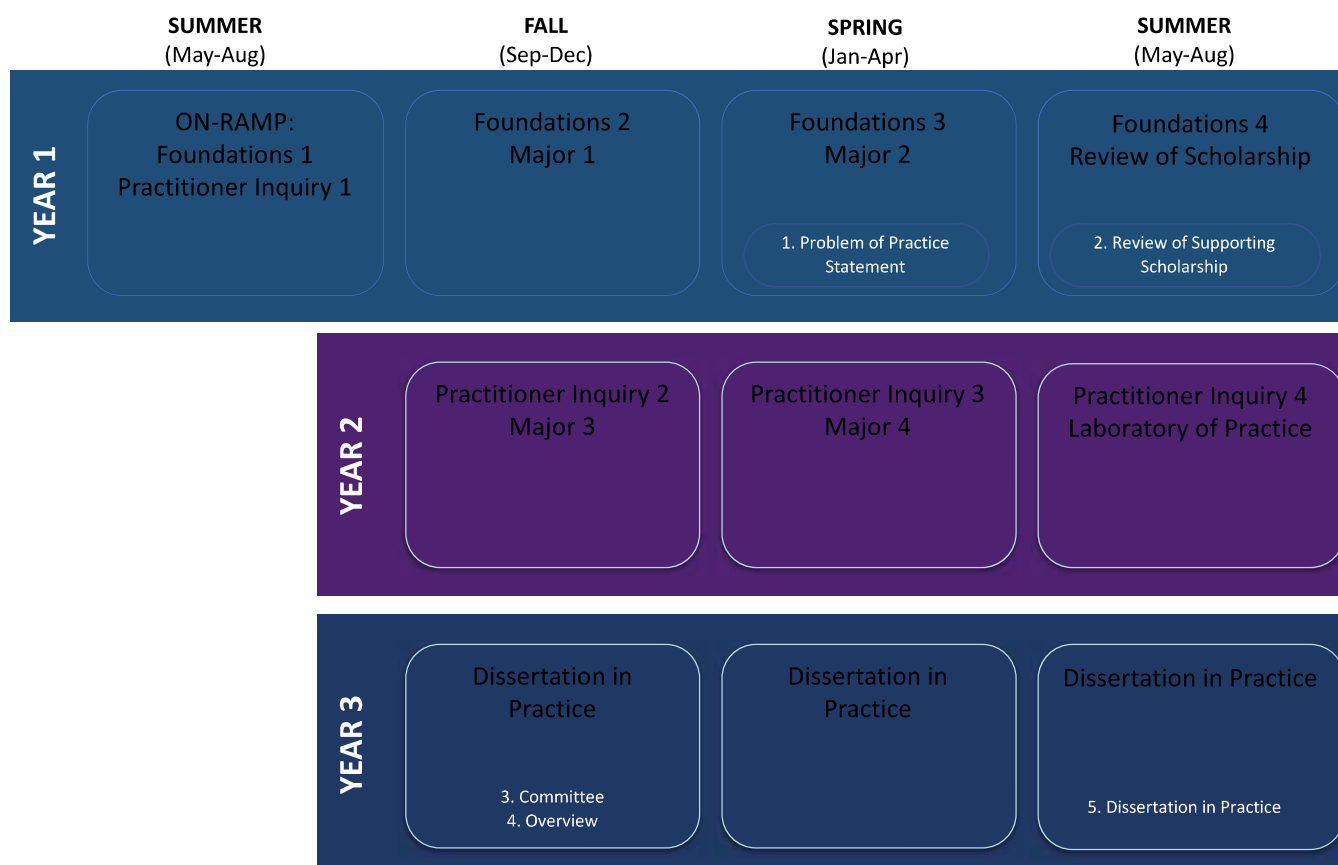 SUMMER
(May-Aug)
FALL
(Sep-Dec)
SPRING
(Jan-Apr)
SUMMER
(May-Aug)
YEAR 1
ON-RAMP:
Foundations 1
Practitioner Inquiry 1
Foundations 2
Major 1
Foundations 3
Major 2
1. Problem of Practice
Statement
Foundations 4
Review of Scholarship
2. Review of Supporting
Scholarship
YEAR 2
Practitioner Inquiry 2
Major 3
Practitioner Inquiry 3
Major 4
Practitioner Inquiry 4
Laboratory of Practice
YEAR 3
Dissertation in
Practice
3. Committee
4. Overview
Dissertation in
Practice
Dissertation in Practice
5. Dissertation in Practice